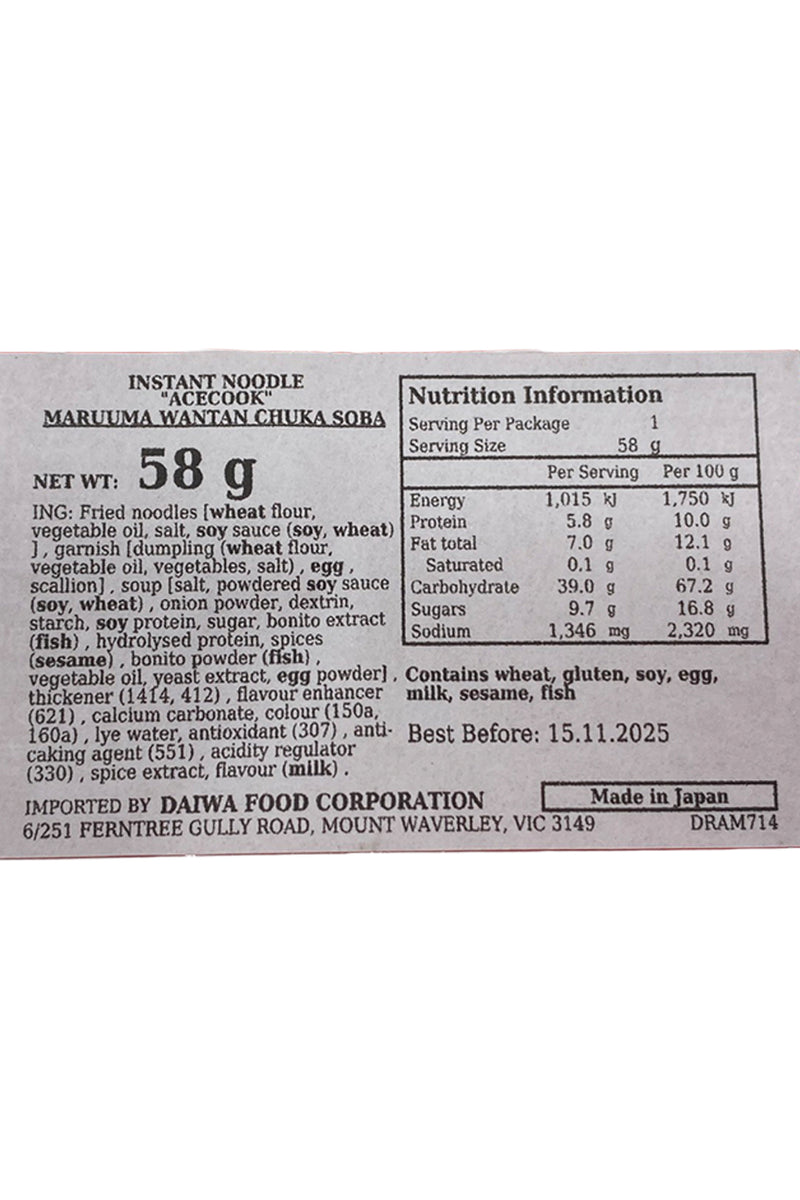 INSTANT NOODLE
"ACECOOK"
MARUUMA WANTAN CHUKA SOBA
NET WT: 58 g
ING: Fried noodles [wheat flour,
vegetable oil, salt, soy sauce (soy, wheat)
] , garnish [dumpling (wheat flour,
vegetable oil, vegetables, salt) , egg ,
scallion] , soup [salt, powdered soy sauce
(soy, wheat) , onion powder, dextrin,
starch, soy protein, sugar, bonito extract
(fish) , hydrolysed protein, spices
(sesame) , bonito powder (fish) ,
vegetable oil, yeast extract, egg powder] ,
thickener (1414, 412) , flavour enhancer
(621) , calcium carbonate, colour (150a,
160a) , lye water, antioxidant (307) , anti-
caking agent (551) , acidity regulator
(330) , spice extract, flavour (milk) .
Nutrition Information
Serving Per Package 1
Serving Size 58 g
Per Serving Per 100 g
Energy 1,015 kJ 1,750 kJ
Protein 5.8 g 10.0 g
Fat total 7.0 g 12.1 g
Saturated 0.1 g 0.1 g
Carbohydrate 39.0 g 67.2 g
Sugars 9.7 g 16.8 g
Sodium 1,346 mg 2,320 mg
Contains wheat, gluten, soy, egg,
milk, sesame, fish
Best Before: 15.11.2025
IMPORTED BY DAIWA FOOD CORPORATION
6/251 FERNTREE GULLY ROAD, MOUNT WAVERLEY, VIC 3149
Made in Japan
DRAM714